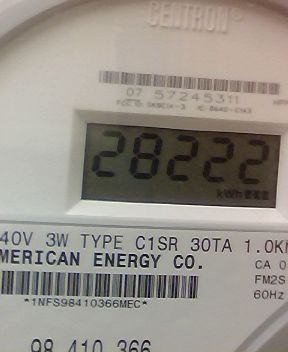 CENTRON®
07 57245311
28222
kWh
40V 3W TYPE C1SR 30TA 1.0K
MERICAN ENERGY CO.
CA 0
FM2S
60Hz
*1NFS98410366MEC*
98 410 366